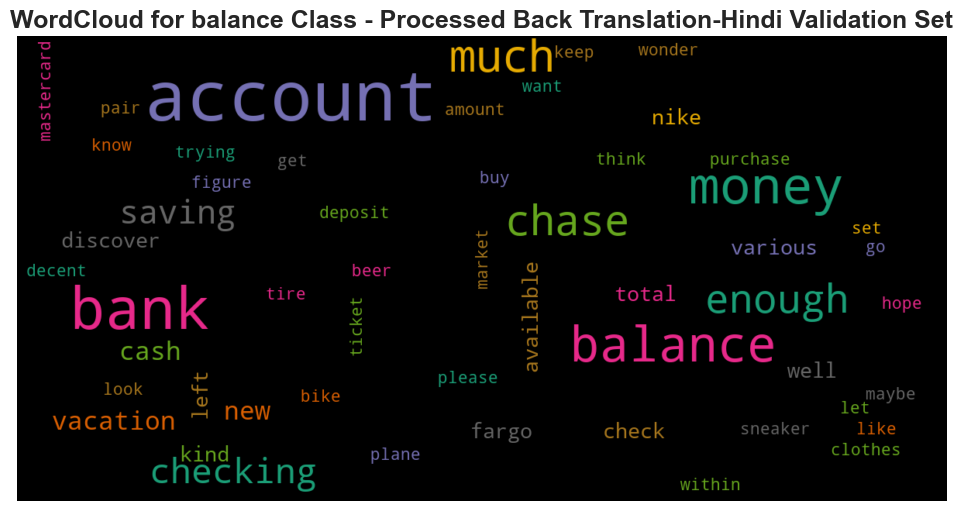 WordCloud for balance Class - Processed Back Translation-Hindi Validation Set
mastercard
much
keep
wonder
account
want
pair
amount
nike
know
trying
get
think
purchase
figure
buy
money
saving
deposit
chase
discover
various
set
go
market
decent
beer
available
bank
tire
ticket
total
enough
hope
cash
balance
please
well
look
left
bike
maybe
vacation
new
let
fargo
check
sneaker
like
kind
plane
clothes
checking
within